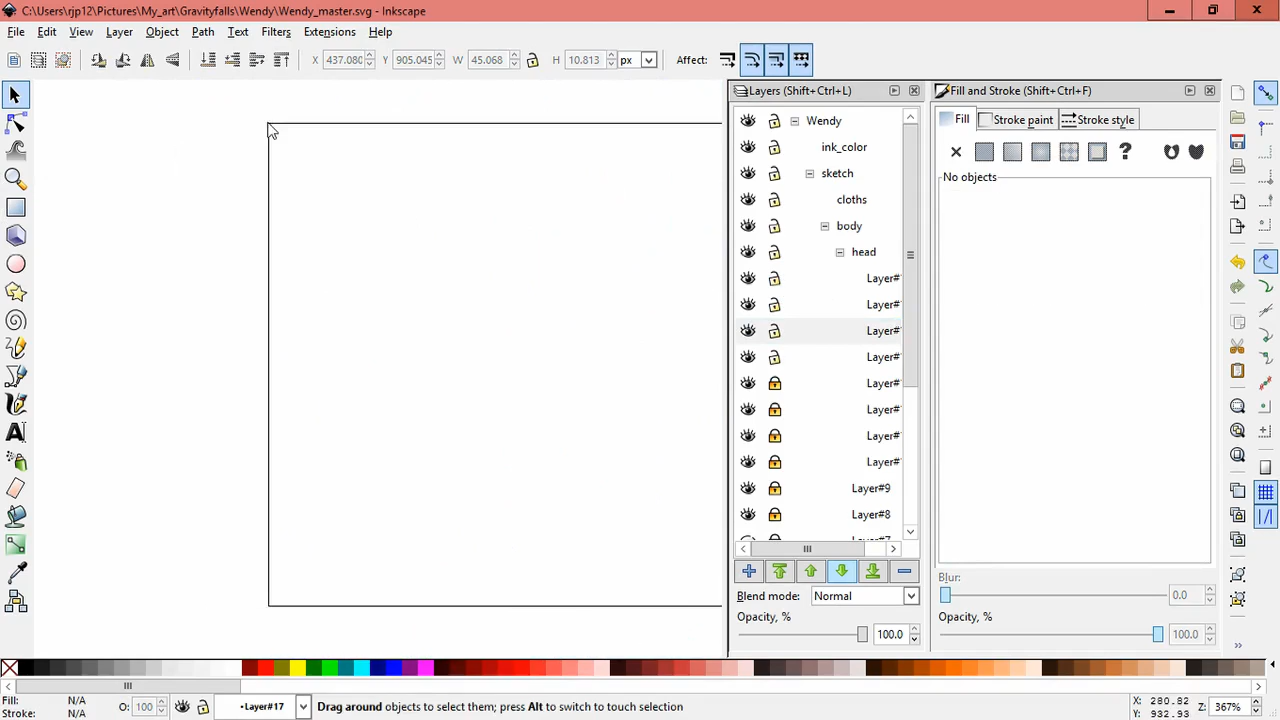 C:\Users\rjp12\Pictures\My_art\Gravityfalls\Wendy\Wendy_master.svg - Inkscape
File Edit View Layer Object Path Text Filters Extensions Help
X 437.080 Y 905.045 W 45.068 H 10.813 px Affect:
Layers (Shift+Ctrl+L)
Fill and Stroke (Shift+Ctrl+F)
Wendy
ink_color
sketch
cloths
body
head
Layer#
Layer#
Layer#
Layer#
Layer#
Layer#
Layer#
Layer#
Layer#9
Layer#8
Layer#7
Blend mode: Normal
Opacity, %
100.0
Fill Stroke paint Stroke style
?
No objects
Blur:
0.0
Opacity, %
100.0
Fill: N/A
Stroke: N/A
O: 100
•Layer#17
Drag around objects to select them; press Alt to switch to touch selection
X: 280.82
Y: 932.93
Z: 367%